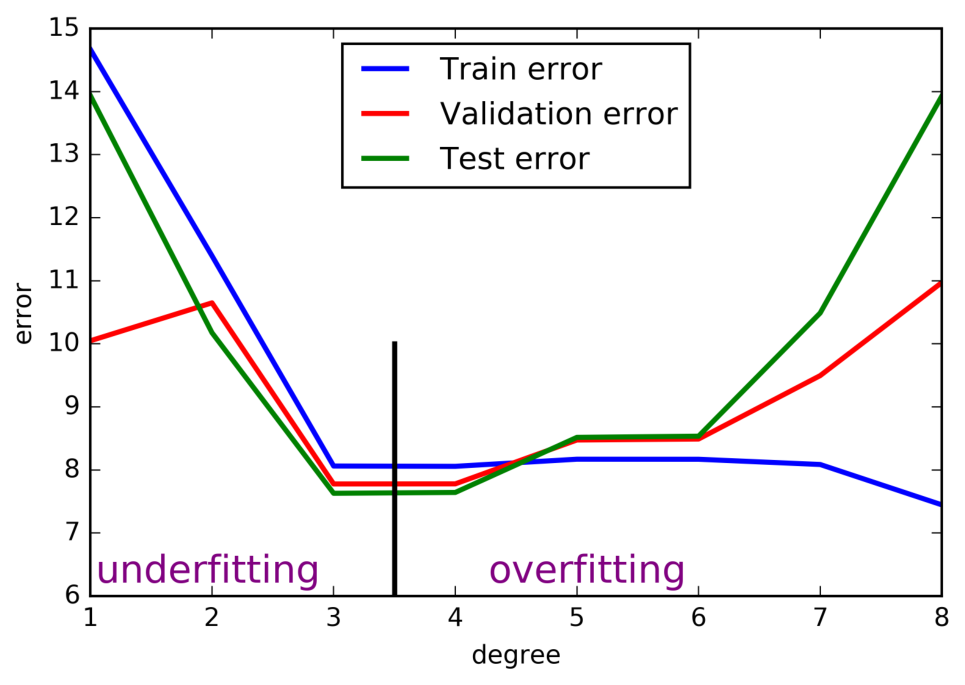 15
14
13
12
11
10
9
8
7
6
error
Train error
Validation error
Test error
underfitting
overfitting
1 2 3 4 5 6 7 8
degree